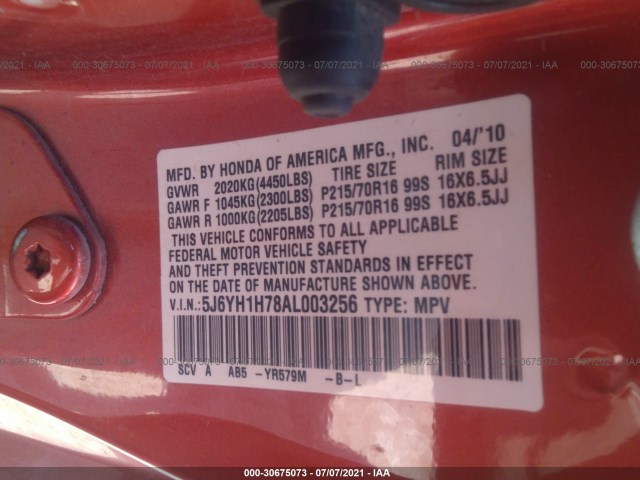 000-30675073 / 07/07/2021 - IAA
MFD. BY HONDA OF AMERICA MFG., INC. 04/'10
GVWR 2020KG(4450LBS) TIRE SIZE RIM SIZE
GAWR F 1045KG(2300LBS) P215/70R16 99S 16X6.5JJ
GAWR R 1000KG(2205LBS) P215/70R16 99S 16X6.5JJ
THIS VEHICLE CONFORMS TO ALL APPLICABLE
FEDERAL MOTOR VEHICLE SAFETY
AND THEFT PREVENTION STANDARDS IN EFFECT
ON THE DATE OF MANUFACTURE SHOWN ABOVE.
V.I.N.:5J6YH1H78AL003256 TYPE: MPV
SCV A AB5 -YR579M -B-L
000-30675073 / 07/07/2021 - IAA